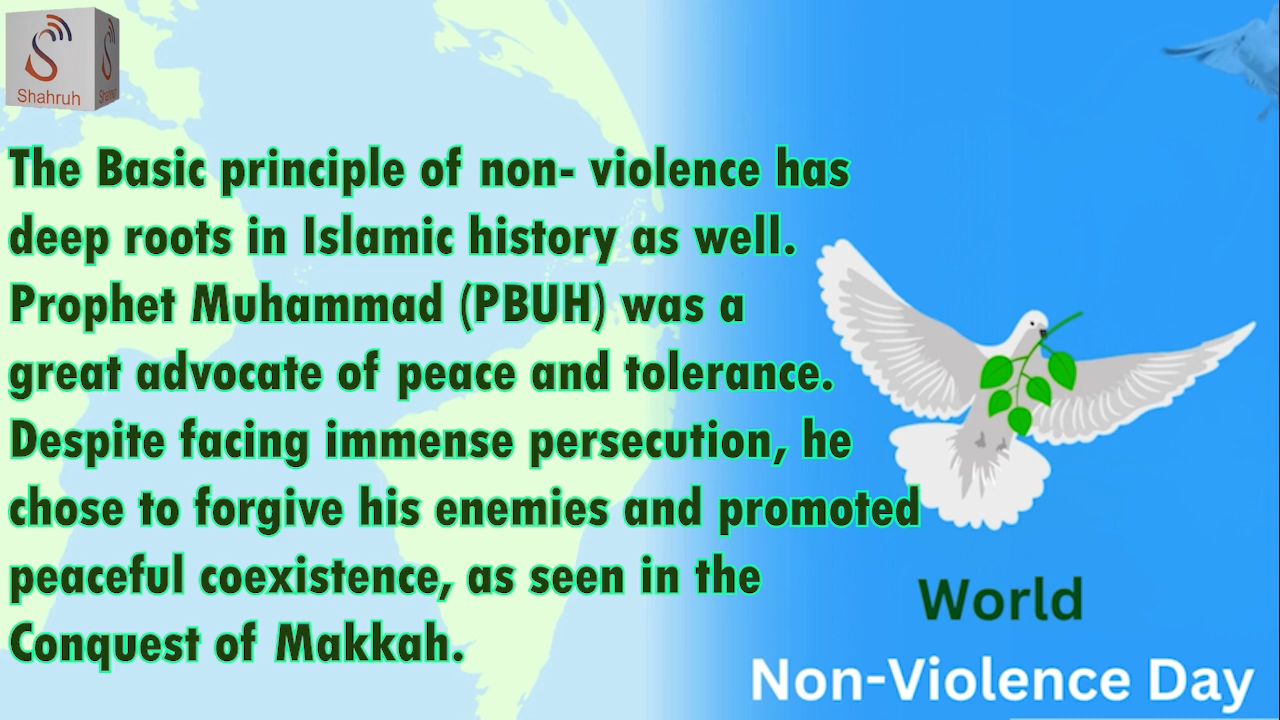 Shahruh
The Basic principle of non- violence has
deep roots in Islamic history as well.
Prophet Muhammad (PBUH) was a
great advocate of peace and tolerance.
Despite facing immense persecution, he
chose to forgive his enemies and promoted
peaceful coexistence, as seen in the
Conquest of Makkah.
World
Non-Violence Day